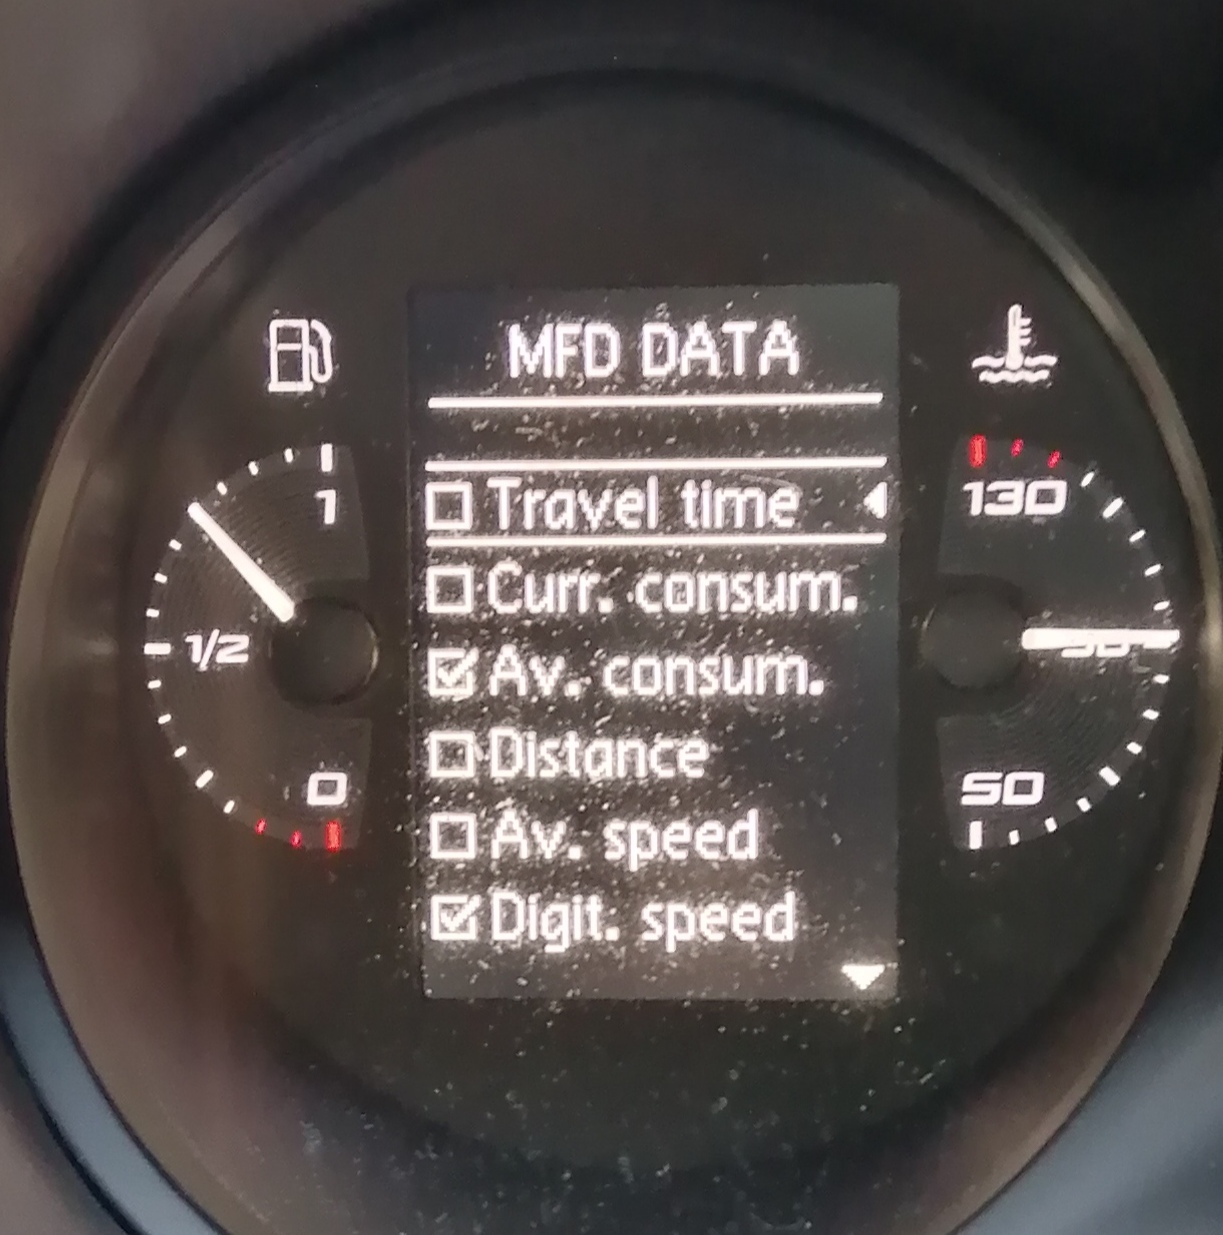 MFD DATA
Travel time
Curr. consum.
Av. consum.
Distance
Av. speed
Digit. speed
1
1/2
0
130
50